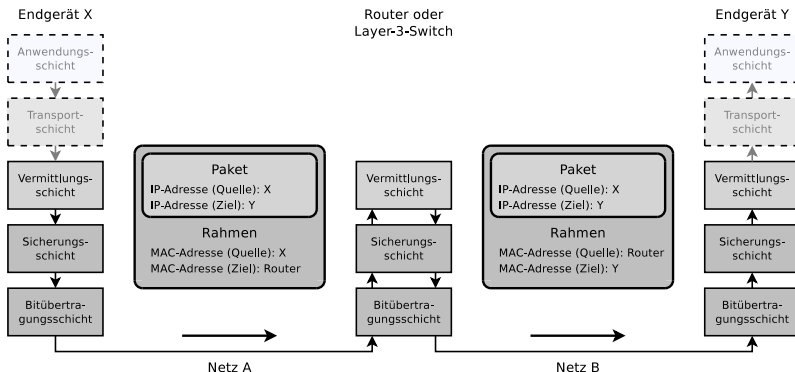 Endgerät X
Anwendungs-
schicht
Transport-
schicht
Vermittlungs-
schicht
Sicherungs-
schicht
Bitübertra-
gungsschicht
Paket
IP-Adresse (Quelle): X
IP-Adresse (Ziel): Y
Rahmen
MAC-Adresse (Quelle): X
MAC-Adresse (Ziel): Router
Netz A
Router oder
Layer-3-Switch
Vermittlungs-
schicht
Sicherungs-
schicht
Bitübertra-
gungsschicht
Paket
IP-Adresse (Quelle): X
IP-Adresse (Ziel): Y
Rahmen
MAC-Adresse (Quelle): Router
MAC-Adresse (Ziel): Y
Netz B
Endgerät Y
Anwendungs-
schicht
Transport-
schicht
Vermittlungs-
schicht
Sicherungs-
schicht
Bitübertra-
gungsschicht